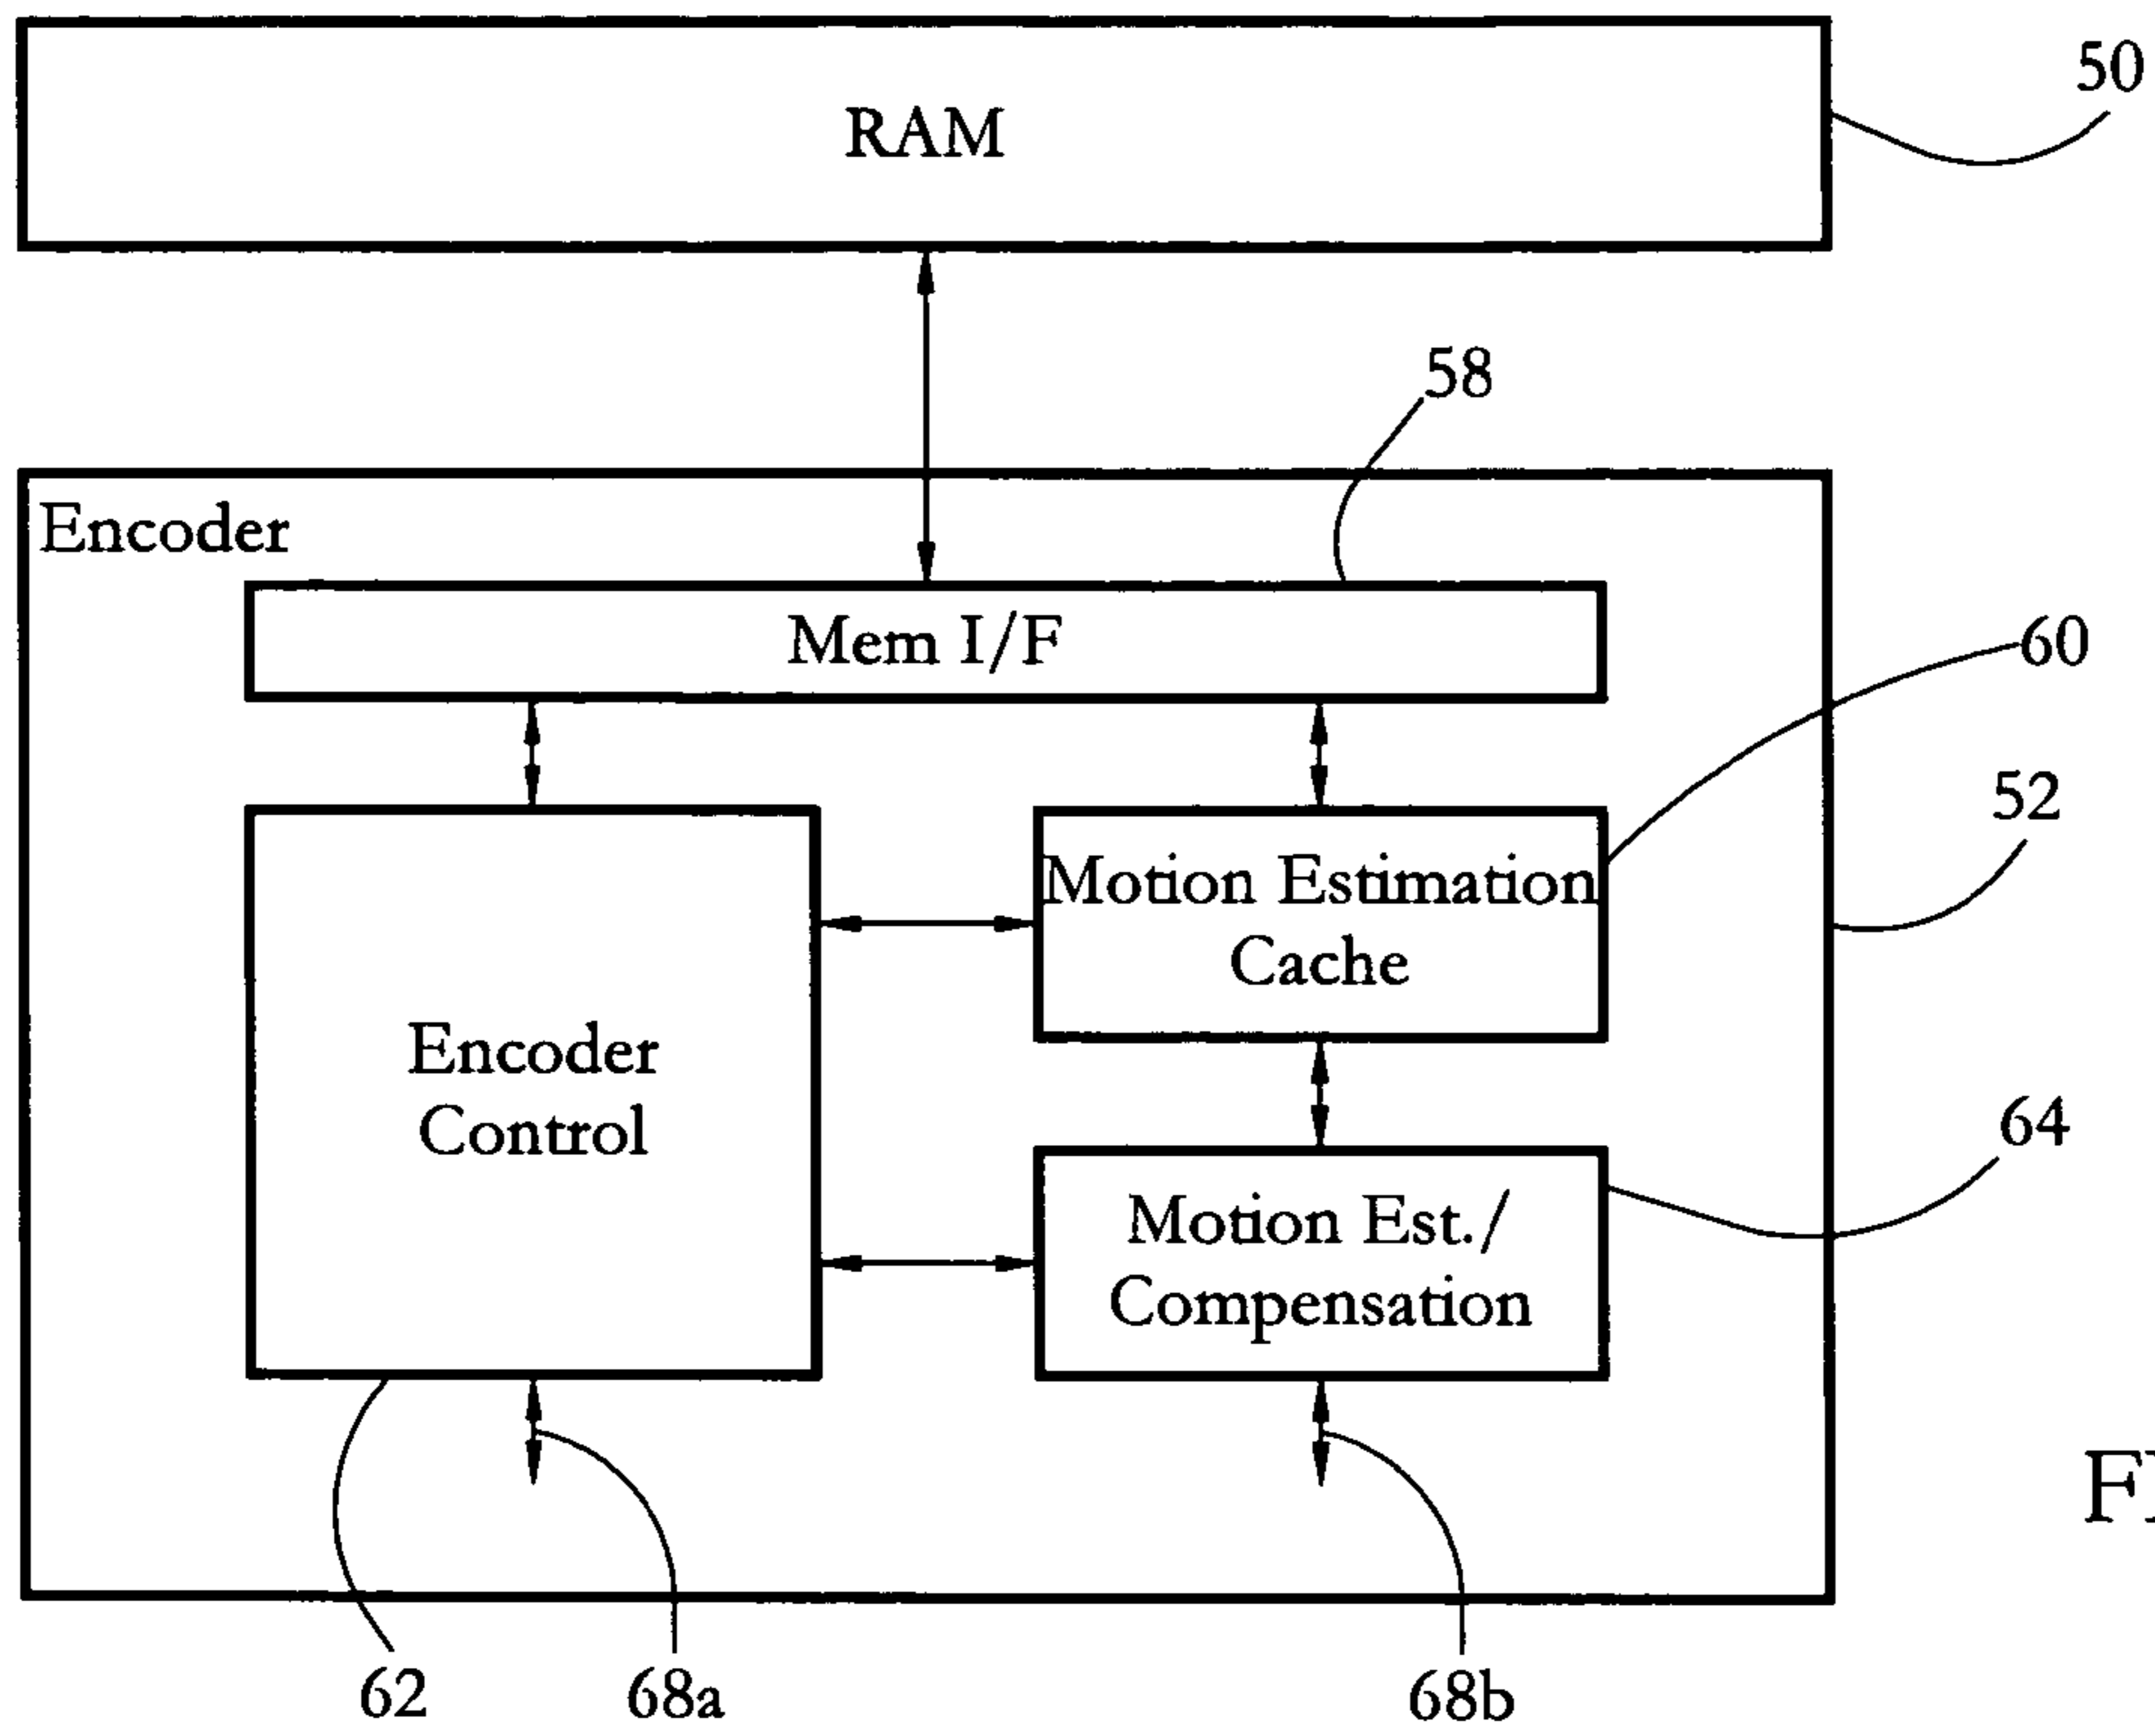 RAM
50
58
Encoder
Mem I/F
60
52
Motion Estimation
Cache
Encoder
Control
64
Motion Est./
Compensation
62
68a
68b